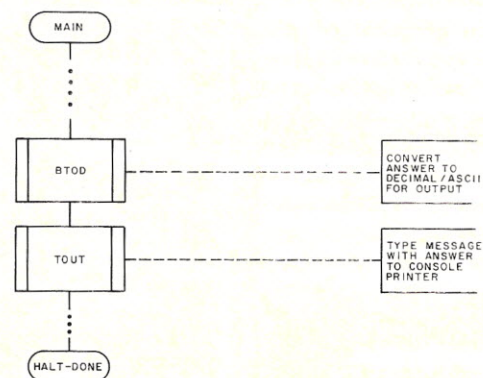 MAIN
BTOD
CONVERT
ANSWER TO
DECIMAL/ASCII
FOR OUTPUT
TOUT
TYPE MESSAGE
WITH ANSWER
TO CONSOLE
PRINTER
HALT-DONE